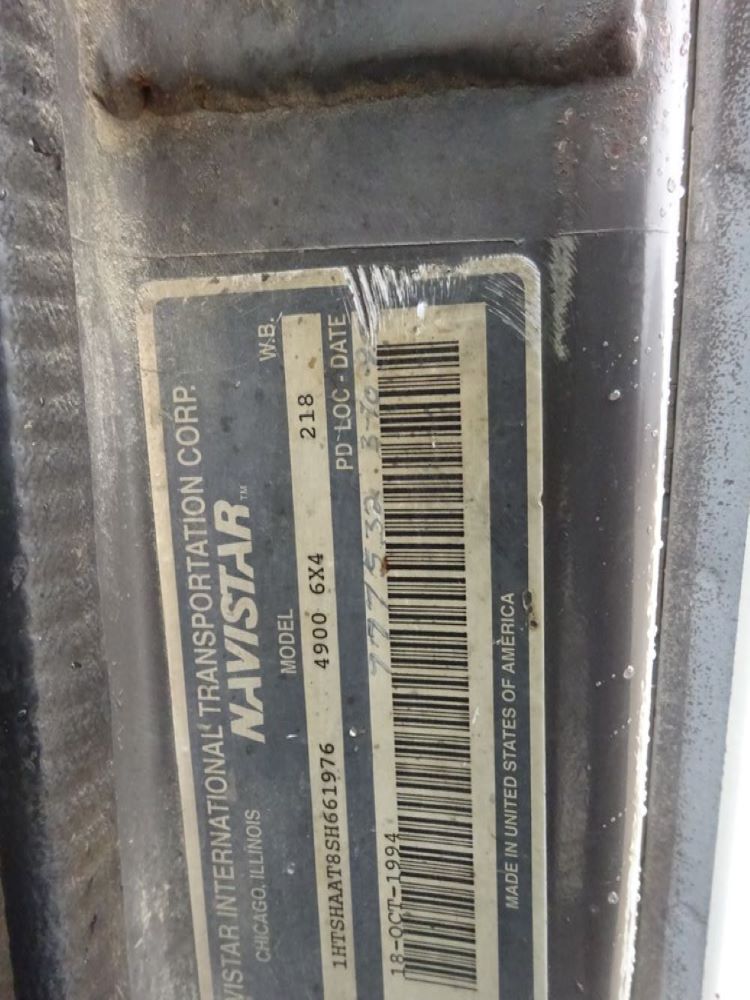 VISTAR INTERNATIONAL TRANSPORTATION CORP.
CHICAGO, ILLINOIS
NAVISTAR™
MODEL
W.B.
1HTSHAAT8SH661976
4900 6X4
218
PD LOC - DATE
18-OCT-1994
MADE IN UNITED STATES OF AMERICA